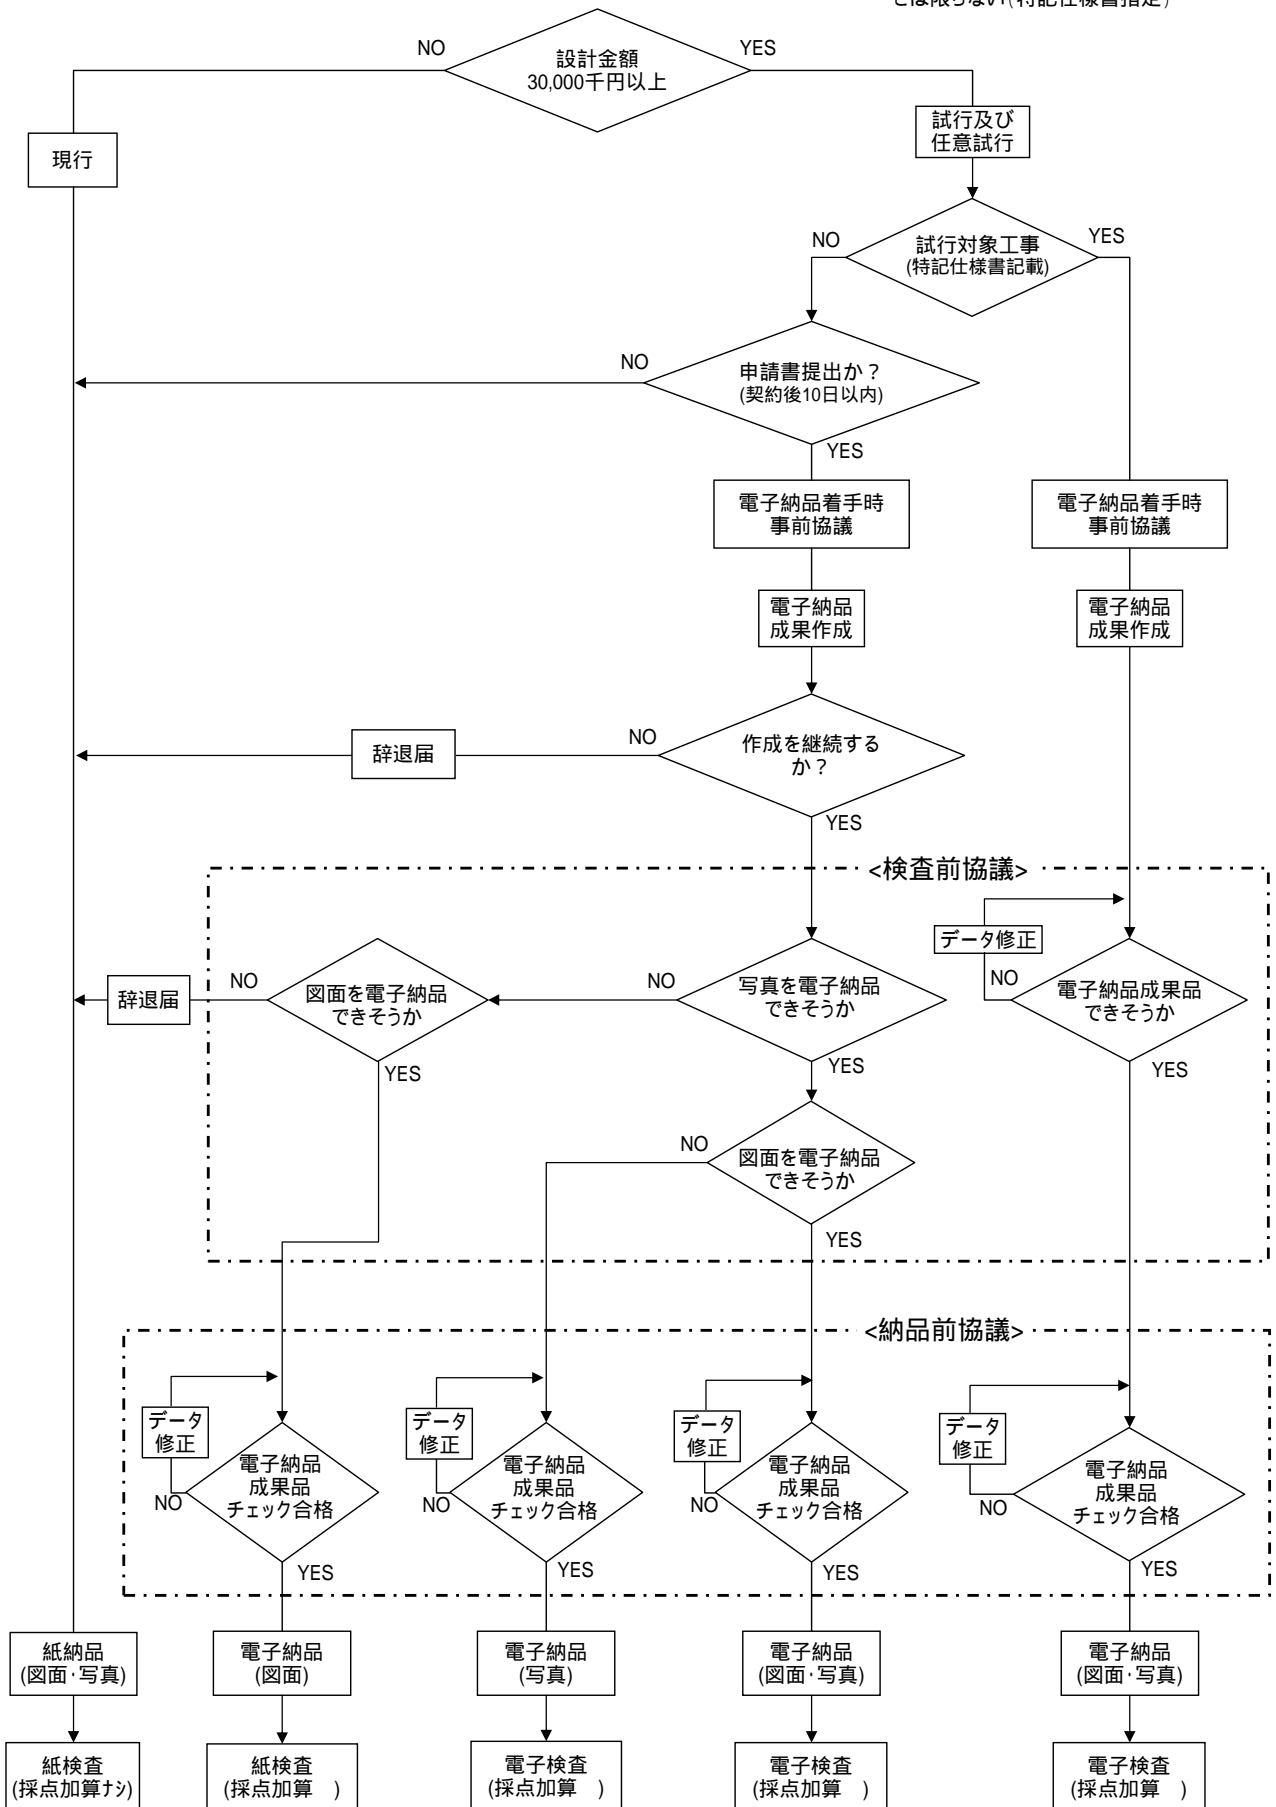 とは限らない(特記仕様書指定)
NO
設計金額
30,000千円以上
YES
現行
試行及び
任意試行
NO
試行対象工事
(特記仕様書記載)
YES
NO
申請書提出か？
(契約後10日以内)
YES
電子納品着手時
事前協議
電子納品着手時
事前協議
電子納品
成果作成
電子納品
成果作成
辞退届
NO
作成を継続する
か？
YES
<検査前協議>
データ修正
辞退届
NO
図面を電子納品
できそうか
NO
写真を電子納品
できそうか
NO
電子納品成果品
できそうか
YES
YES
YES
NO
図面を電子納品
できそうか
YES
<納品前協議>
データ
修正
データ
修正
データ
修正
データ
修正
NO
電子納品
成果品
チェック合格
NO
電子納品
成果品
チェック合格
NO
電子納品
成果品
チェック合格
NO
電子納品
成果品
チェック合格
YES
YES
YES
YES
紙納品
(図面・写真)
電子納品
(図面)
電子納品
(写真)
電子納品
(図面・写真)
電子納品
(図面・写真)
紙検査
(採点加算ナシ)
紙検査
(採点加算　)
電子検査
(採点加算　)
電子検査
(採点加算　)
電子検査
(採点加算　)